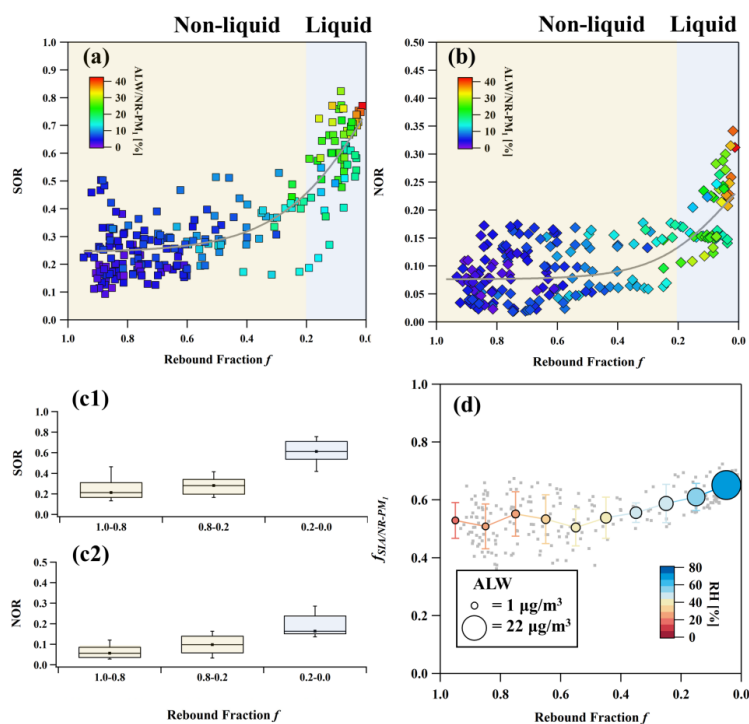 Non-liquid Liquid
(a)
ALW/NR-PM1 [%]
40
30
20
10
0
SOR
1.0
0.9
0.8
0.7
0.6
0.5
0.4
0.3
0.2
0.1
0.0
1.0 0.8 0.6 0.4 0.2 0.0
Rebound Fraction f
Non-liquid Liquid
(b)
ALW/NR-PM1 [%]
40
30
20
10
0
NOR
0.50
0.45
0.40
0.35
0.30
0.25
0.20
0.15
0.10
0.05
0.00
1.0 0.8 0.6 0.4 0.2 0.0
Rebound Fraction f
(c1)
SOR
1.0
0.8
0.6
0.4
0.2
0.0
1.0–0.8 0.8–0.2 0.2–0.0
(c2)
NOR
0.5
0.4
0.3
0.2
0.1
0.0
1.0–0.8 0.8–0.2 0.2–0.0
Rebound Fraction f
(d)
fSIA/NR-PM1
1.0
0.8
0.6
0.4
0.2
0.0
ALW
= 1 µg/m³
= 22 µg/m³
RH [%]
80
60
40
20
0
1.0 0.8 0.6 0.4 0.2 0.0
Rebound Fraction f